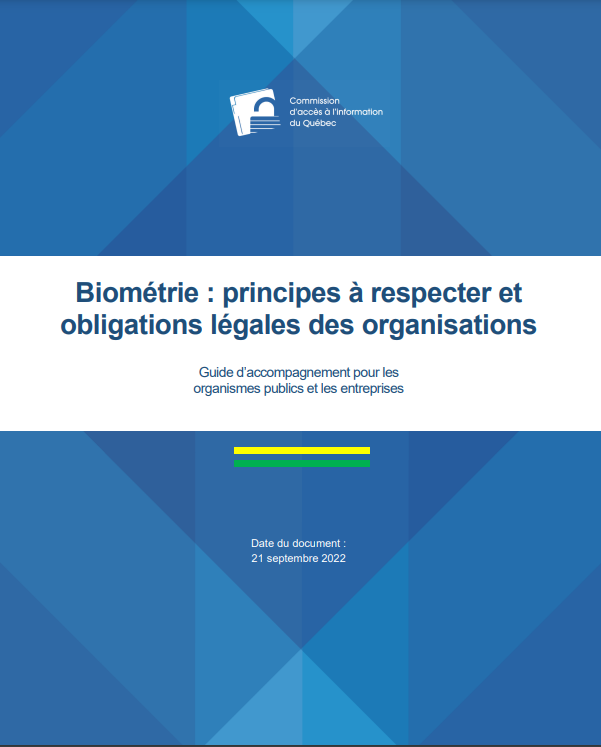 Commission
d'accès à l'information
du Québec
Biométrie : principes à respecter et
obligations légales des organisations
Guide d'accompagnement pour les
organismes publics et les entreprises
Date du document :
21 septembre 2022